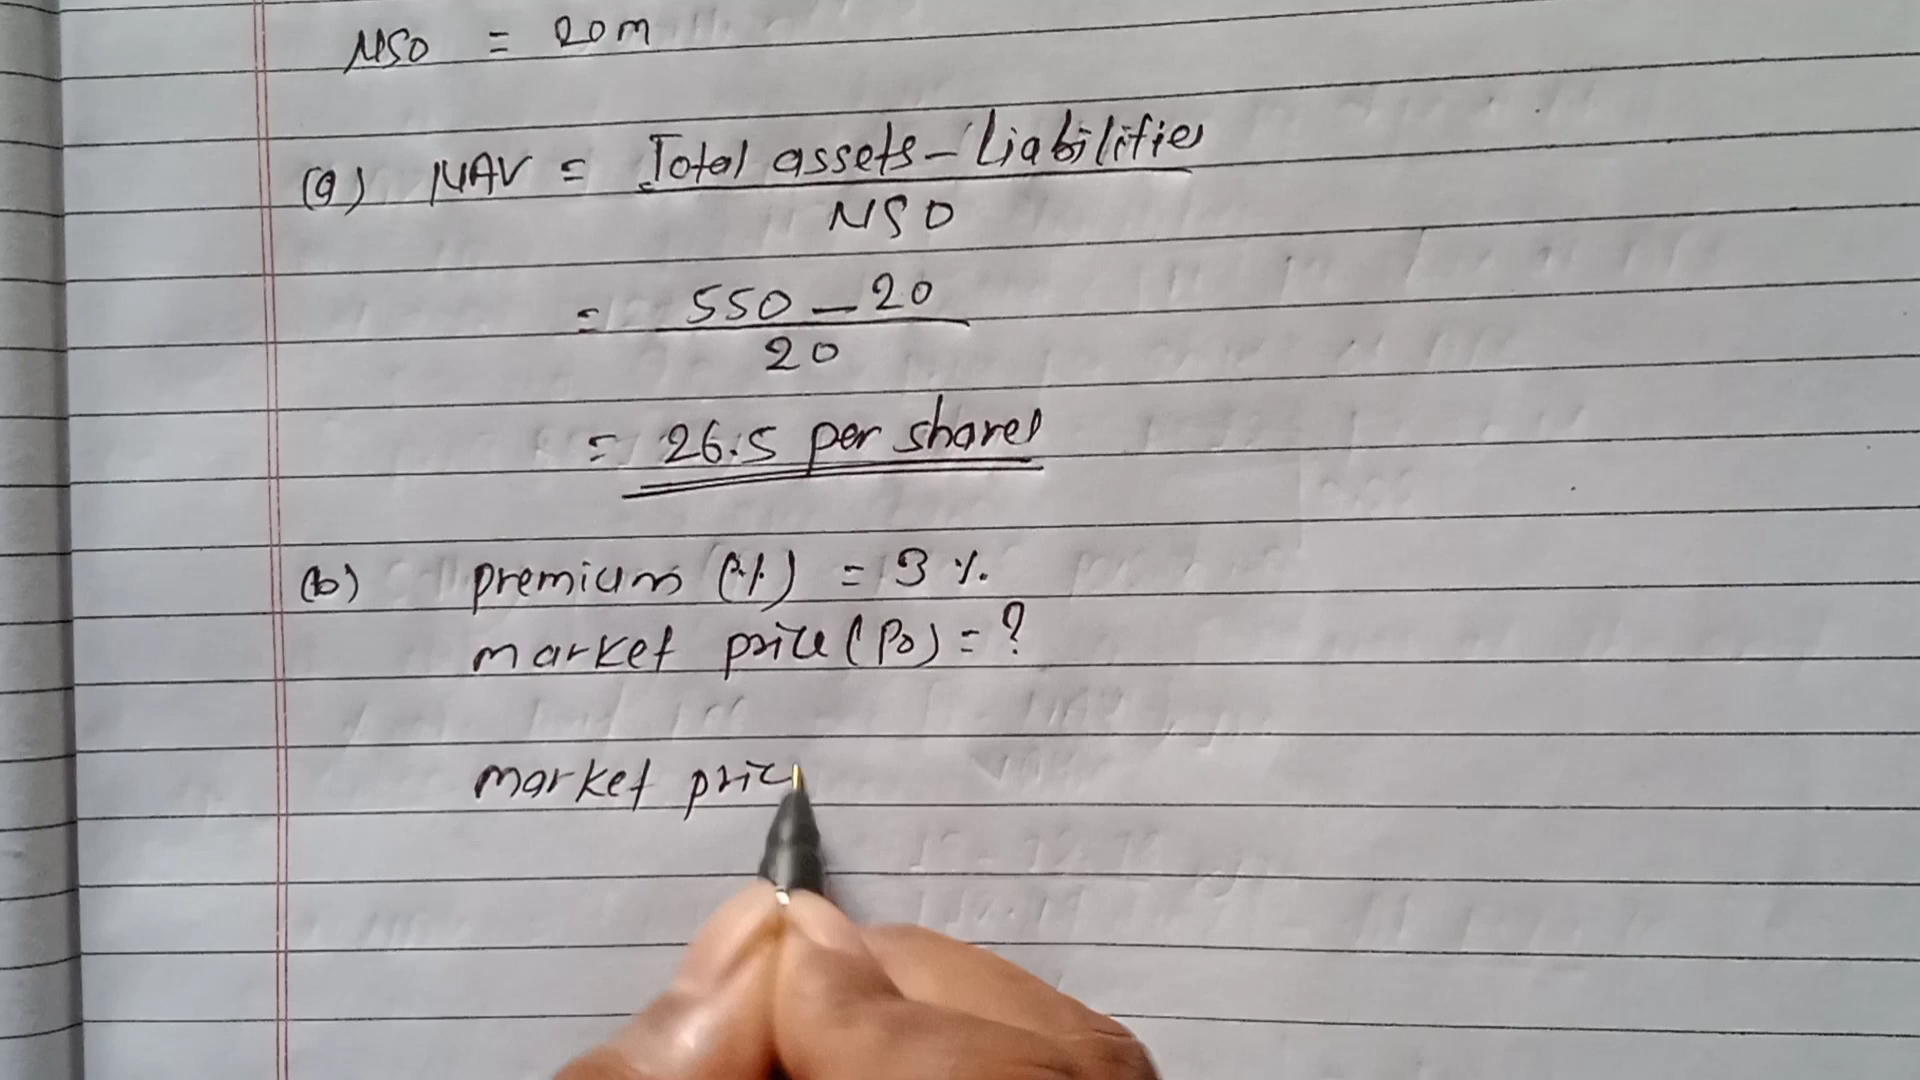 NSO = 20m
(a) NAV = Total assets - Liabilities
NSO
= 550 - 20
20
= 26.5 per shares
(b) premium (%) = 3 %.
market price (P0) = ?
market pric